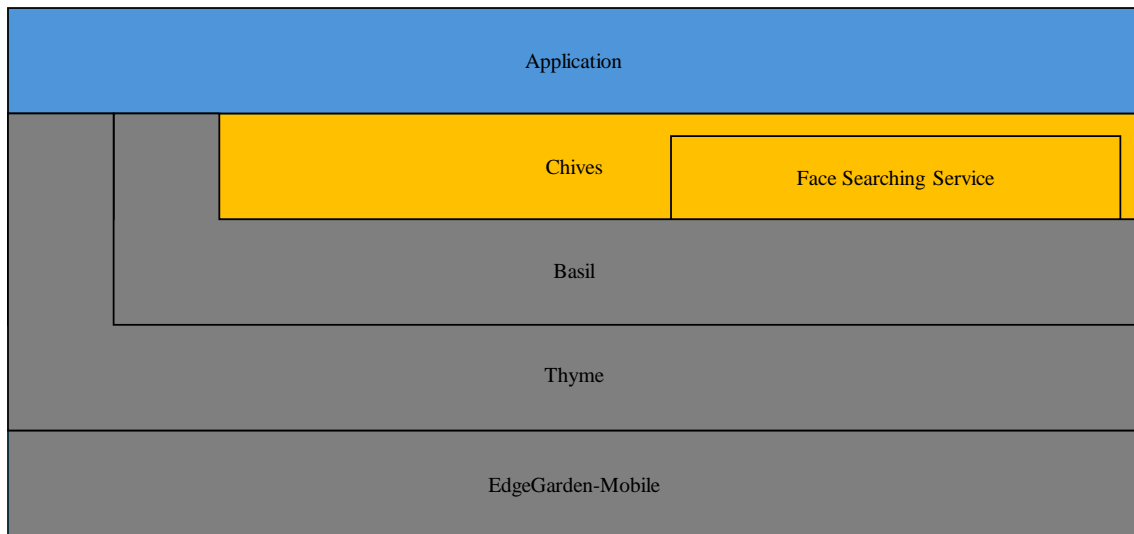 Application
Chives
Face Searching Service
Basil
Thyme
EdgeGarden-Mobile